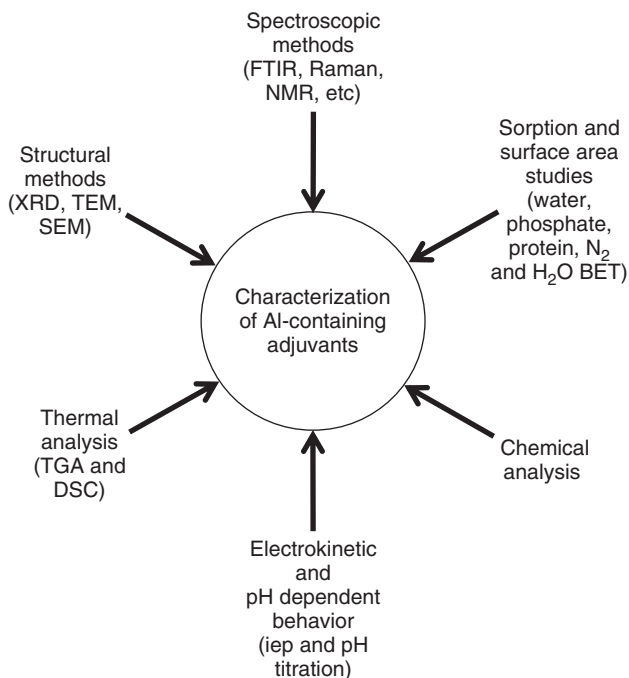 Spectroscopic
methods
(FTIR, Raman,
NMR, etc)
Sorption and
surface area
studies
(water,
phosphate,
protein, N₂
and H₂O BET)
Structural
methods
(XRD, TEM,
SEM)
Characterization
of Al-containing
adjuvants
Thermal
analysis
(TGA and
DSC)
Chemical
analysis
Electrokinetic
and
pH dependent
behavior
(iep and pH
titration)